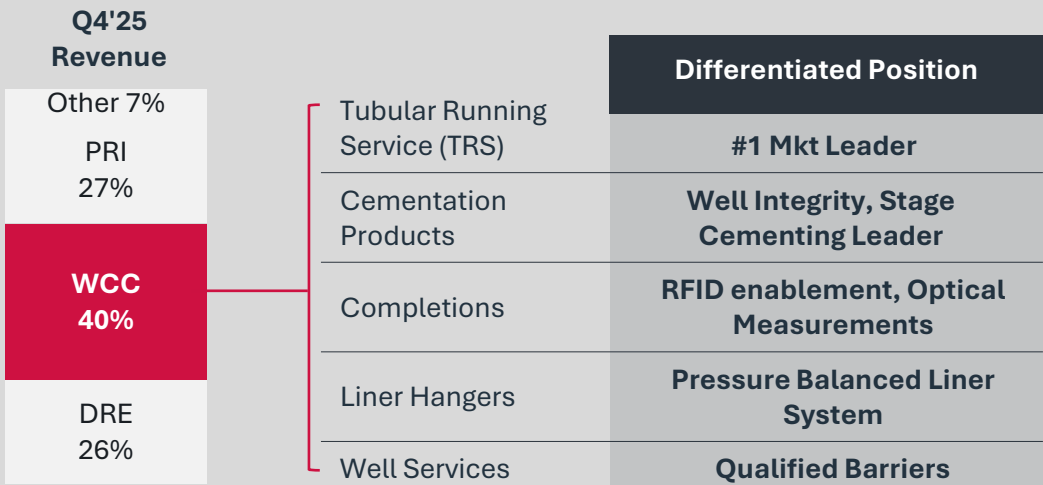 Q4'25
Revenue
Other 7%
PRI
27%
WCC
40%
DRE
26%
Differentiated Position
Tubular Running
Service (TRS)
#1 Mkt Leader
Cementation
Products
Well Integrity, Stage
Cementing Leader
Completions
RFID enablement, Optical
Measurements
Liner Hangers
Pressure Balanced Liner
System
Well Services
Qualified Barriers